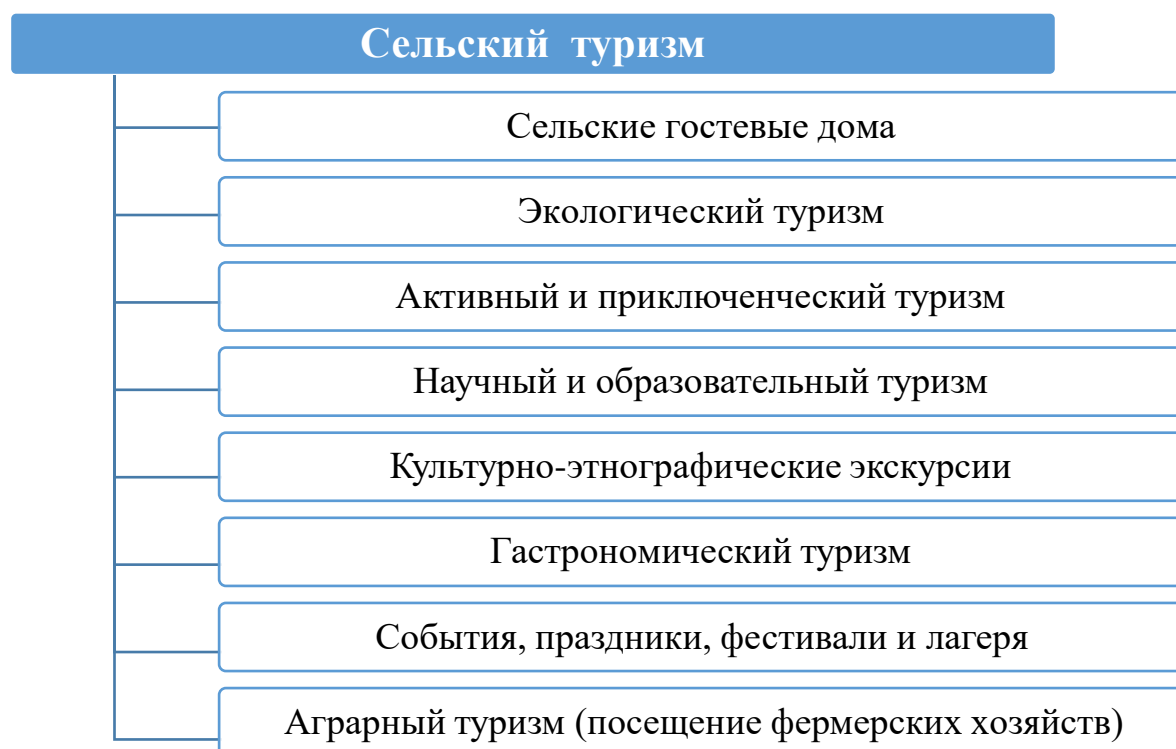 Сельский туризм
Сельские гостевые дома
Экологический туризм
Активный и приключенческий туризм
Научный и образовательный туризм
Культурно-этнографические экскурсии
Гастрономический туризм
События, праздники, фестивали и лагеря
Аграрный туризм (посещение фермерских хозяйств)